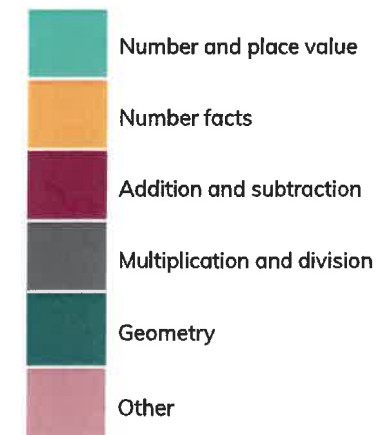 Number and place value
Number facts
Addition and subtraction
Multiplication and division
Geometry
Other